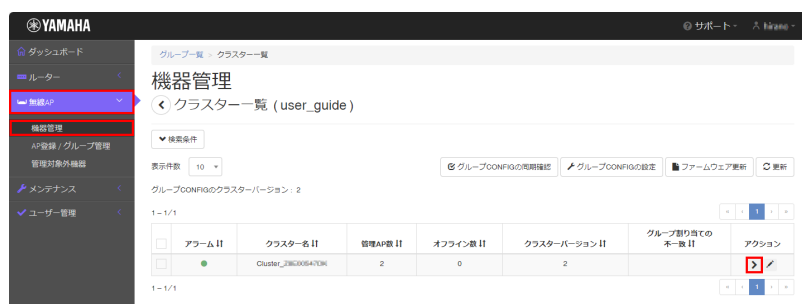 YAMAHA
サポート
ダッシュボード
グループ一覧 > クラスター一覧
ルーター
機器管理
無線AP
クラスター一覧 ( user_guide )
機器管理
AP登録 / グループ管理
管理対象外機器
検索条件
表示件数 10
グループCONFIGの同期確認 グループCONFIGの設定 ファームウェア更新 更新
メンテナンス
グループCONFIGのクラスターバージョン : 2
ユーザー管理
1 – 1/1
« ‹ 1 › »
アラーム クラスター名 管理AP数 オフライン数 クラスターバージョン グループ割り当ての不一致 アクション
Cluster_ 2 0 2
1 – 1/1
« ‹ 1 › »